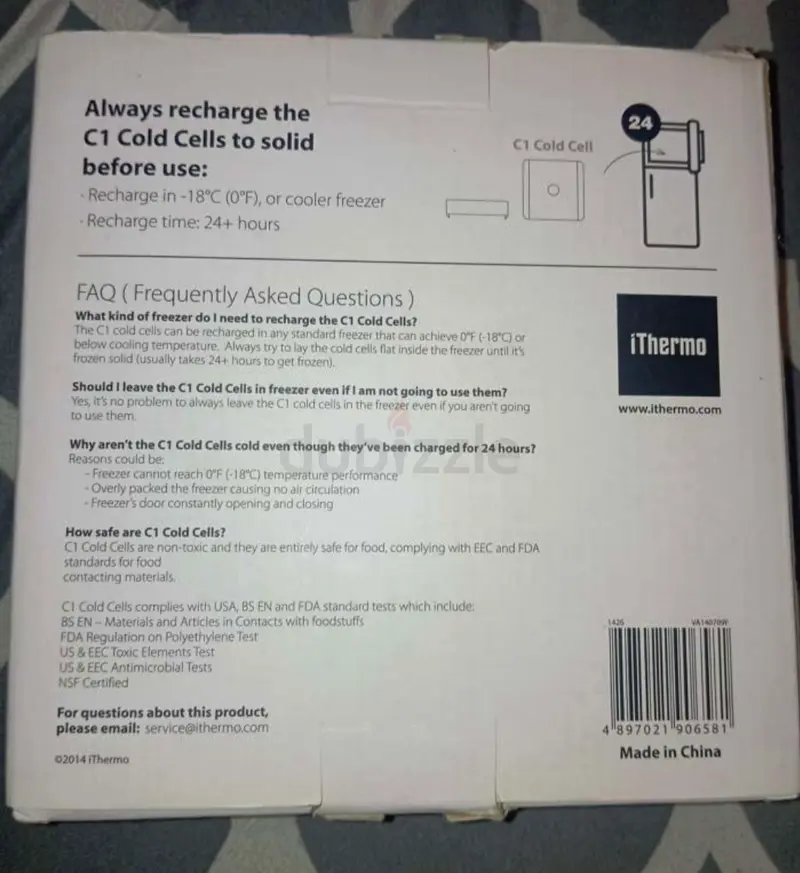 Always recharge the
C1 Cold Cells to solid
before use:
· Recharge in -18°C (0°F), or cooler freezer
· Recharge time: 24+ hours
C1 Cold Cell
24
FAQ ( Frequently Asked Questions )
What kind of freezer do I need to recharge the C1 Cold Cells?
The C1 cold cells can be recharged in any standard freezer that can achieve 0°F (-18°C) or
below cooling temperature. Always try to lay the cold cells flat inside the freezer until it's
frozen solid (usually takes 24+ hours to get frozen).
Should I leave the C1 Cold Cells in freezer even if I am not going to use them?
Yes, it's no problem to always leave the C1 cold cells in the freezer even if you aren't going
to use them.
Why aren't the C1 Cold Cells cold even though they've been charged for 24 hours?
Reasons could be:
- Freezer cannot reach 0°F (-18°C) temperature performance
- Overly packed the freezer causing no air circulation
- Freezer's door constantly opening and closing
How safe are C1 Cold Cells?
C1 Cold Cells are non-toxic and they are entirely safe for food, complying with EEC and FDA
standards for food
contacting materials.
C1 Cold Cells complies with USA, BS EN and FDA standard tests which include:
BS EN – Materials and Articles in Contacts with foodstuffs
FDA Regulation on Polyethylene Test
US & EEC Toxic Elements Test
US & EEC Antimicrobial Tests
NSF Certified
For questions about this product,
please email: service@ithermo.com
©2014 iThermo
iThermo
www.ithermo.com
dubizzle
1426
4 897021 906581
Made in China